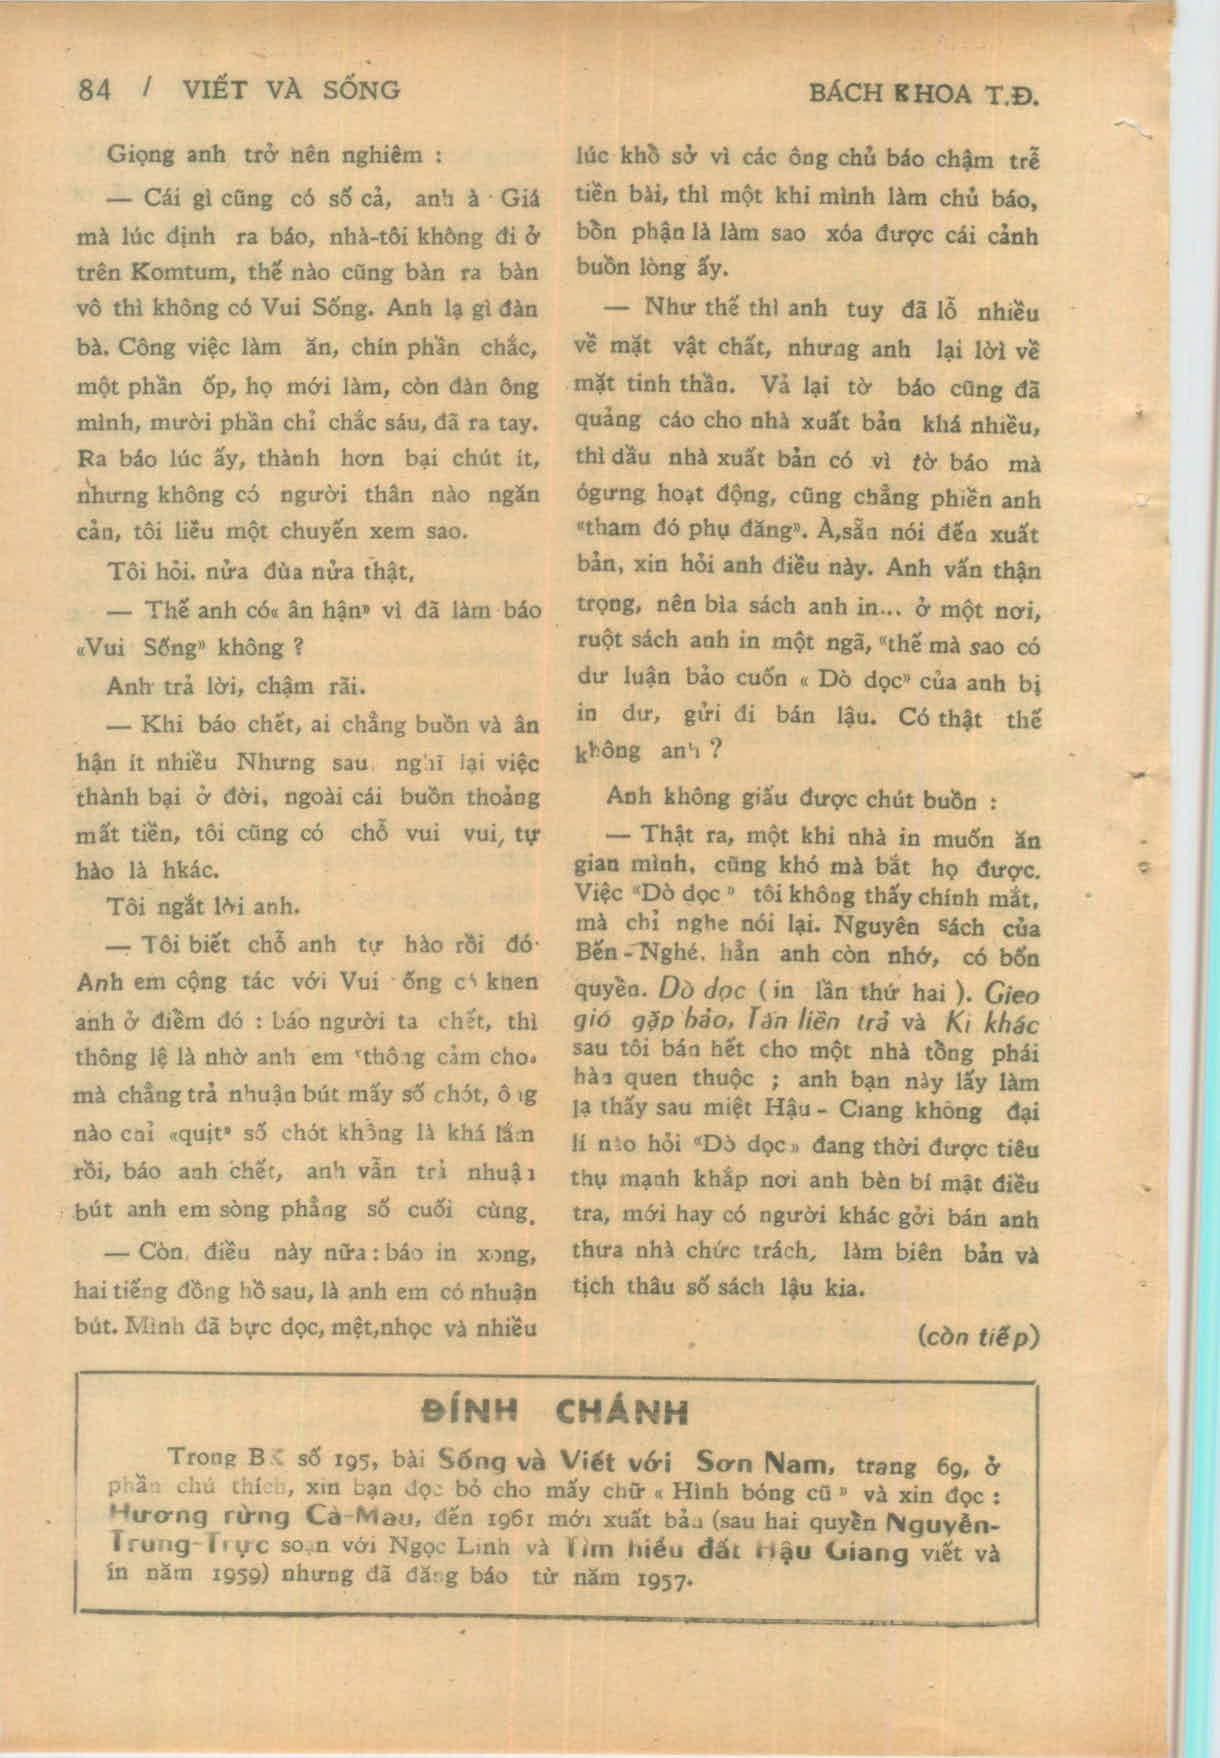 84 / VIẾT VÀ SỐNG
BÁCH KHOA T.Đ.
Giọng anh trở nên nghiêm :
— Cái gì cũng có số cả, anh à · Giá
mà lúc định ra báo, nhà-tôi không đi ở
trên Komtum, thế nào cũng bàn ra bàn
vô thì không có Vui Sống. Anh lạ gì đàn
bà. Công việc làm ăn, chín phần chắc,
một phần ốp, họ mới làm, còn đàn ông
mình, mười phần chỉ chắc sáu, đã ra tay.
Ra báo lúc ấy, thành hơn bại chút ít,
nhưng không có người thân nào ngăn
cản, tôi liều một chuyến xem sao.
Tôi hỏi. nửa đùa nửa thật,
— Thế anh có« ân hận» vì đã làm báo
«Vui Sống» không ?
Anh trả lời, chậm rãi.
— Khi báo chết, ai chẳng buồn và ân
hận ít nhiều Nhưng sau nghĩ lại việc
thành bại ở đời, ngoài cái buồn thoảng
mất tiền, tôi cũng có chỗ vui vui, tự
hào là hkác.
Tôi ngắt lời anh.
— Tôi biết chỗ anh tự hào rồi đó·
Anh em cộng tác với Vui ống có khen
anh ở điểm đó : báo người ta chết, thì
thông lệ là nhờ anh em «thông cảm cho»
mà chẳng trả nhuận bút mấy số chót, ông
nào chỉ «quịt» số chót không là khá lắm
rồi, báo anh chết, anh vẫn trả nhuận
bút anh em sòng phẳng số cuối cùng.
— Còn điều này nữa : báo in xong,
hai tiếng đồng hồ sau, là anh em có nhuận
bút. Mình đã bực dọc, mệt,nhọc và nhiều
lúc khổ sở vì các ông chủ báo chậm trễ
tiền bài, thì một khi mình làm chủ báo,
bổn phận là làm sao xóa được cái cảnh
buồn lòng ấy.
— Như thế thì anh tuy đã lỗ nhiều
về mặt vật chất, nhưng anh lại lời về
mặt tinh thần. Vả lại tờ báo cũng đã
quảng cáo cho nhà xuất bản khá nhiều,
thì dầu nhà xuất bản có vì tờ báo mà
ógưng hoạt động, cũng chẳng phiền anh
«tham đó phụ đăng». À,sẵn nói đến xuất
bản, xin hỏi anh điều này. Anh vấn thận
trọng, nên bìa sách anh in... ở một nơi,
ruột sách anh in một ngã, «thế mà sao có
dư luận bảo cuốn « Dò dọc» của anh bị
in dư, gửi đi bán lậu. Có thật thế
không anh ?
Anh không giấu được chút buồn :
— Thật ra, một khi nhà in muốn ăn
gian mình, cũng khó mà bắt họ được.
Việc «Dò dọc » tôi không thấy chính mắt,
mà chỉ nghe nói lại. Nguyên sách của
Bến-Nghé. hẳn anh còn nhớ, có bốn
quyền. Dò dọc ( in lần thứ hai ). Gieo
gió gặp bảo, Tân liên trả và Kí khác
sau tôi bán hết cho một nhà tổng phái
hàn quen thuộc ; anh bạn này lấy làm
lạ thấy sau miệt Hậu - Giang không đại
lí nào hỏi «Dò dọc» đang thời được tiêu
thụ mạnh khắp nơi anh bèn bí mật điều
tra, mới hay có người khác gởi bán anh
thưa nhà chức trách, làm biên bản và
tịch thâu số sách lậu kia.
(còn tiếp)
ĐÍNH CHÁNH
Trong BK số 195, bài Sống và Viết với Sơn Nam, trang 69, ở
phần chú thích, xin bạn đọc bỏ cho mấy chữ « Hình bóng cũ » và xin đọc :
Hương rừng Cà-Mau, đến 1961 mới xuất bản (sau hai quyền Nguyễn-
Trung-Trực soạn với Ngọc Linh và Tìm hiểu đất Hậu Giang viết và
in năm 1959) nhưng đã đăng báo từ năm 1957.